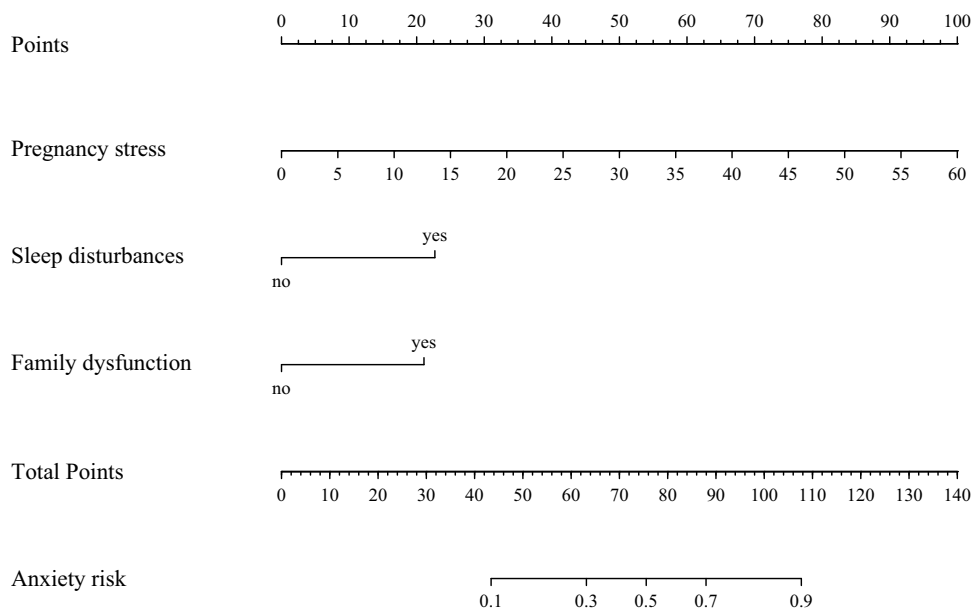 0 10 20 30 40 50 60 70 80 90 100
Points
Pregnancy stress
0 5 10 15 20 25 30 35 40 45 50 55 60
yes
Sleep disturbances
no
yes
Family dysfunction
no
Total Points
0 10 20 30 40 50 60 70 80 90 100 110 120 130 140
Anxiety risk
0.1 0.3 0.5 0.7 0.9